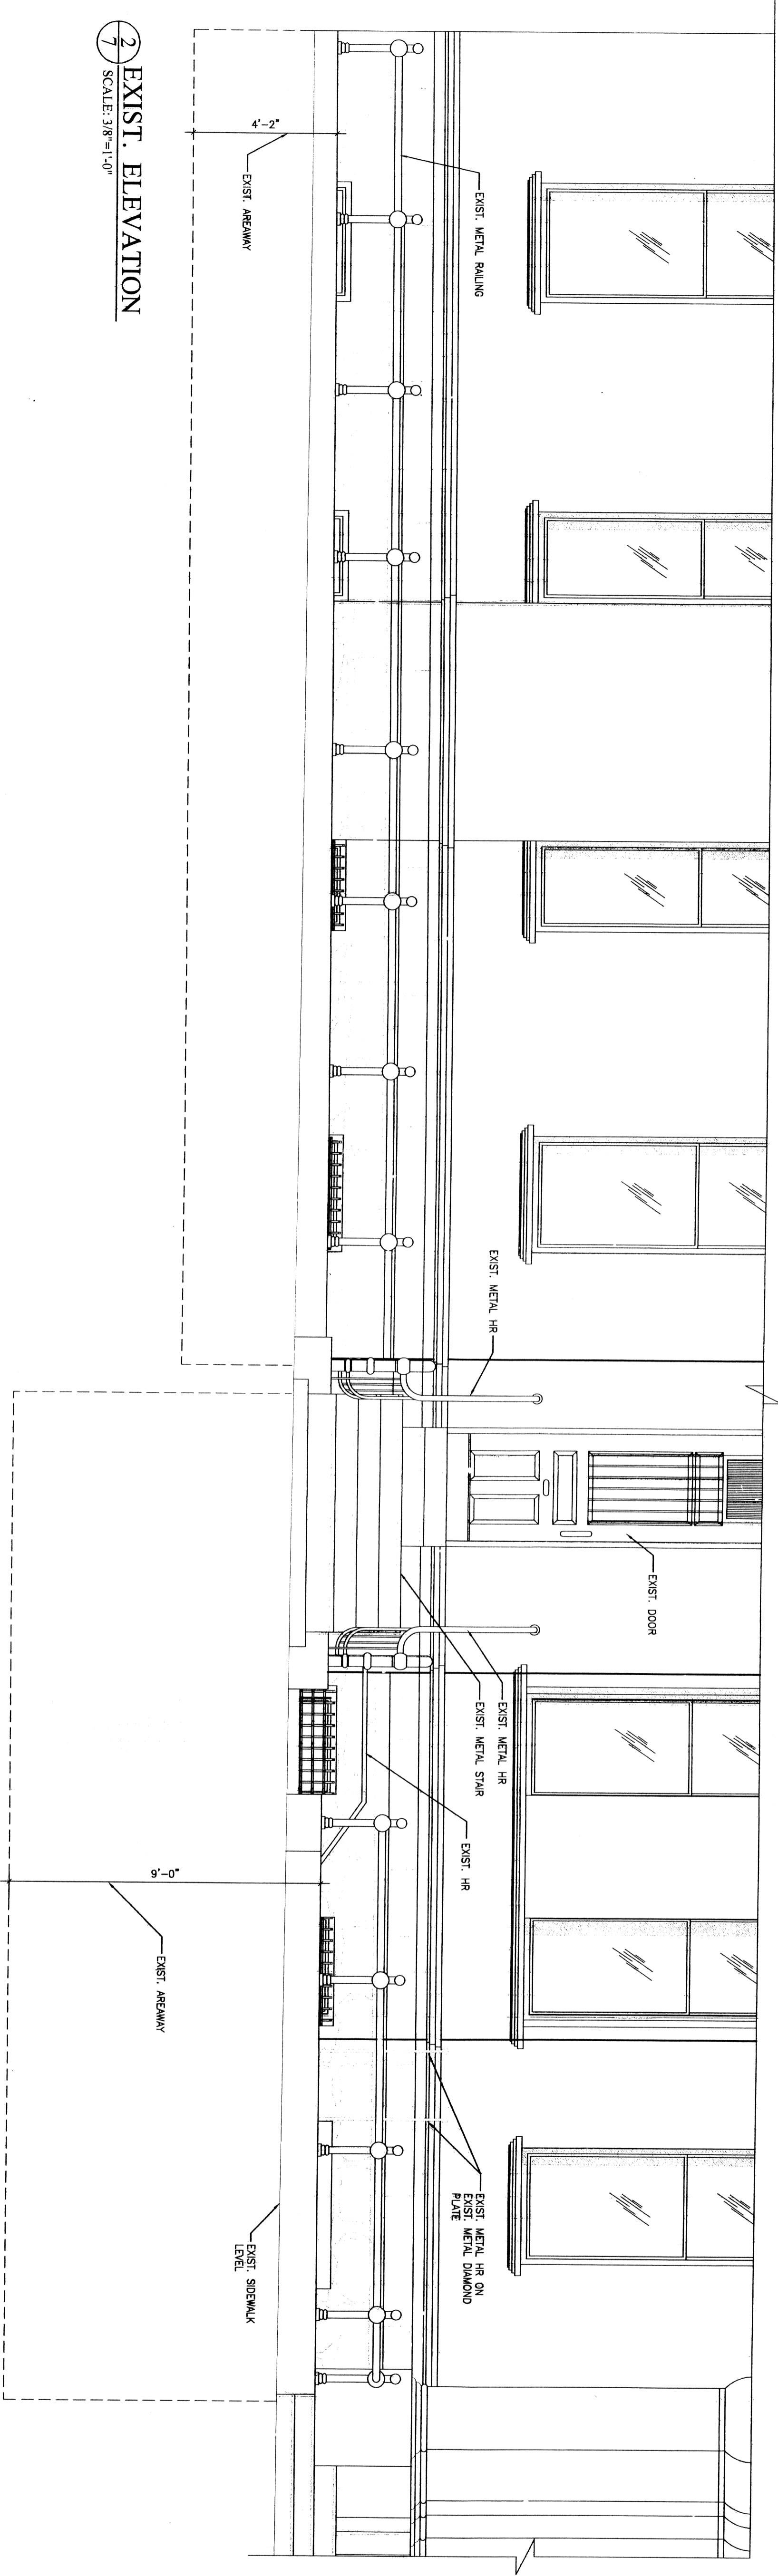 2
7
EXIST. ELEVATION
SCALE: 3/8"=1'-0"
4'-2"
EXIST. AREAWAY
EXIST. METAL RAILING
EXIST. METAL HR
EXIST. DOOR
EXIST. METAL HR
EXIST. METAL STAIR
EXIST. HR
9'-0"
EXIST. AREAWAY
EXIST. METAL HR ON
EXIST. METAL DIAMOND
PLATE
EXIST. SIDEWALK
LEVEL